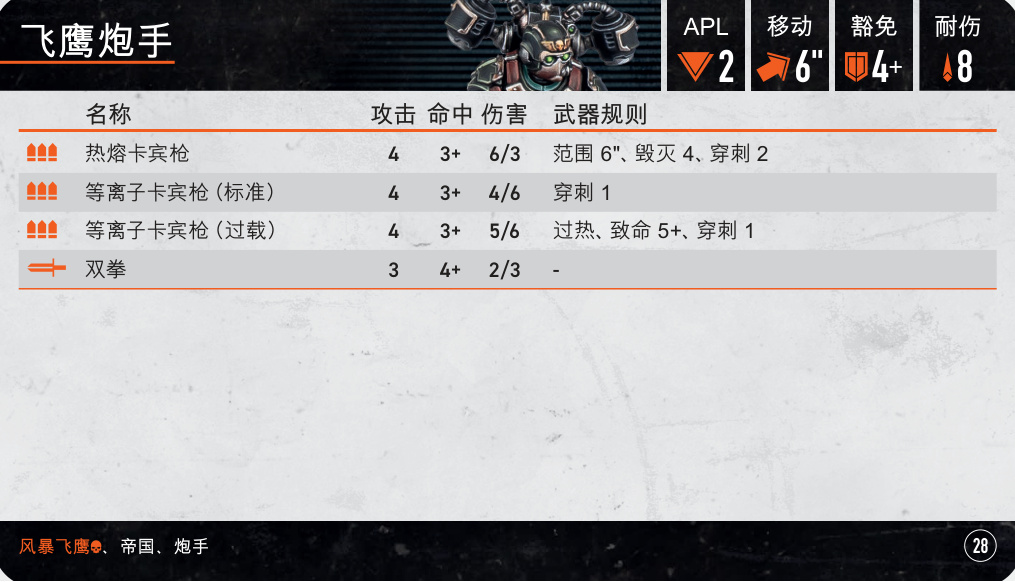 飞鹰炮手
APL 移动 豁免 耐伤
2 6" 4+ 8
名称 攻击 命中 伤害 武器规则
热熔卡宾枪 4 3+ 6/3 范围 6"、毁灭 4、穿刺 2
等离子卡宾枪（标准） 4 3+ 4/6 穿刺 1
等离子卡宾枪（过载） 4 3+ 5/6 过热、致命 5+、穿刺 1
双拳 3 4+ 2/3 -
风暴飞鹰、帝国、炮手 28